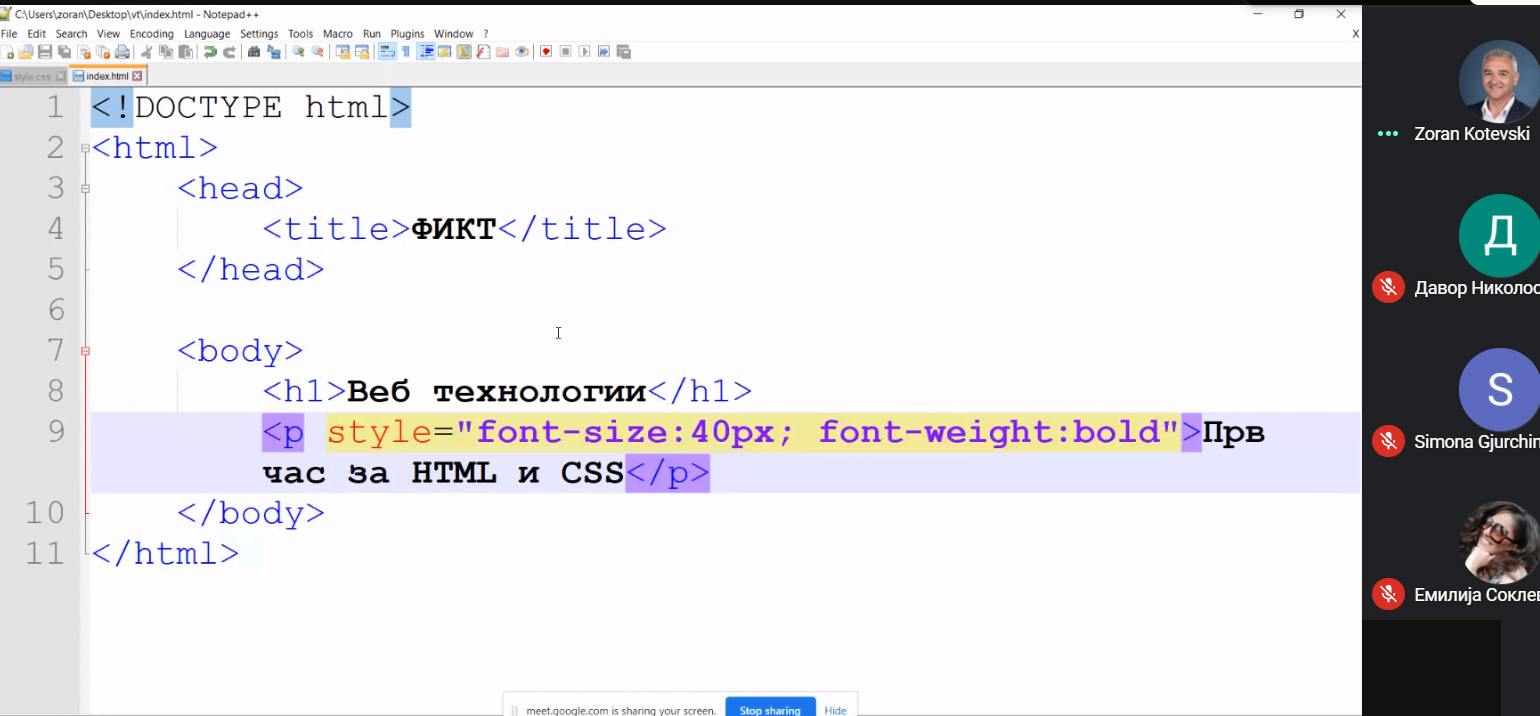 C:\Users\zoran\Desktop\vt\index.html - Notepad++
File Edit Search View Encoding Language Settings Tools Macro Run Plugins Window ? X
style.css index.html
1 <!DOCTYPE html>
2 <html>
3 <head>
4 <title>ФИКТ</title>
5 </head>
6
7 <body>
8 <h1>Веб технологии</h1>
9 <p style="font-size:40px; font-weight:bold">Прв
час за HTML и CSS</p>
10 </body>
11 </html>
meet.google.com is sharing your screen. Stop sharing Hide
Zoran Kotevski
Д
Давор Николос
S
Simona Gjurchin
Емилија Соклев